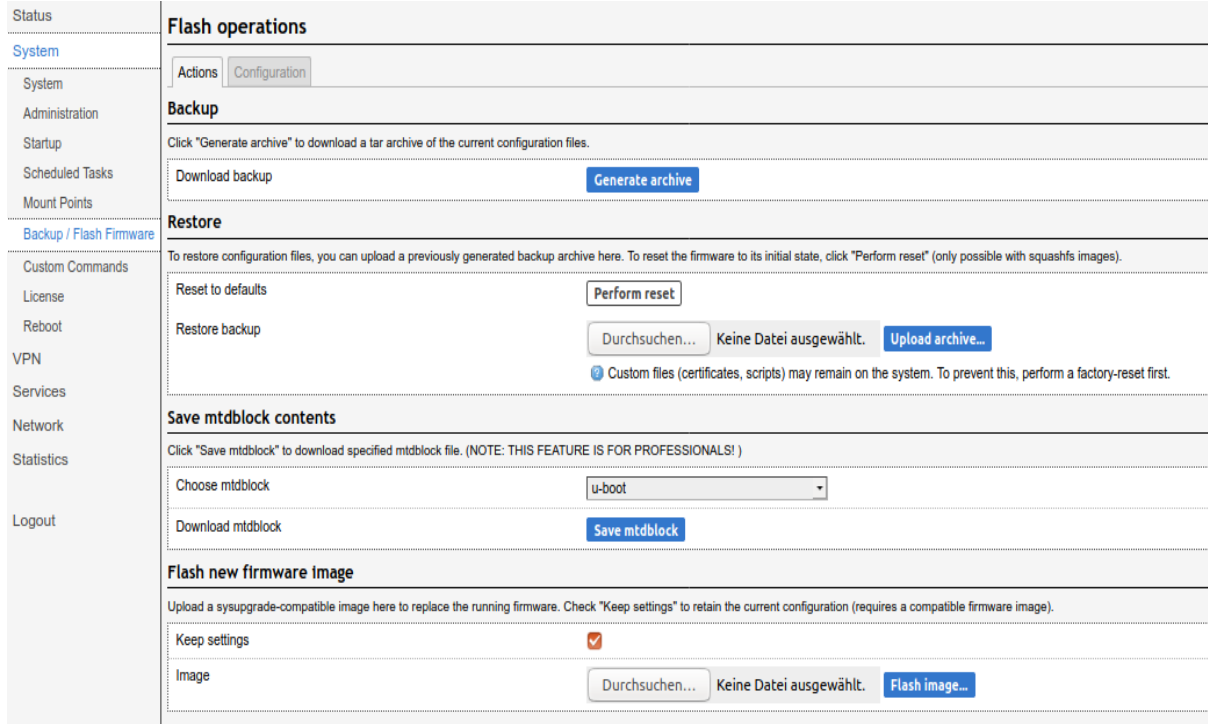 Status
System
System
Administration
Startup
Scheduled Tasks
Mount Points
Backup / Flash Firmware
Custom Commands
License
Reboot
VPN
Services
Network
Statistics
Logout
Flash operations
Actions Configuration
Backup
Click "Generate archive" to download a tar archive of the current configuration files.
Download backup Generate archive
Restore
To restore configuration files, you can upload a previously generated backup archive here. To reset the firmware to its initial state, click "Perform reset" (only possible with squashfs images).
Reset to defaults Perform reset
Restore backup Durchsuchen... Keine Datei ausgewählt. Upload archive...
Custom files (certificates, scripts) may remain on the system. To prevent this, perform a factory-reset first.
Save mtdblock contents
Click "Save mtdblock" to download specified mtdblock file. (NOTE: THIS FEATURE IS FOR PROFESSIONALS! )
Choose mtdblock u-boot
Download mtdblock Save mtdblock
Flash new firmware image
Upload a sysupgrade-compatible image here to replace the running firmware. Check "Keep settings" to retain the current configuration (requires a compatible firmware image).
Keep settings
Image Durchsuchen... Keine Datei ausgewählt. Flash image...